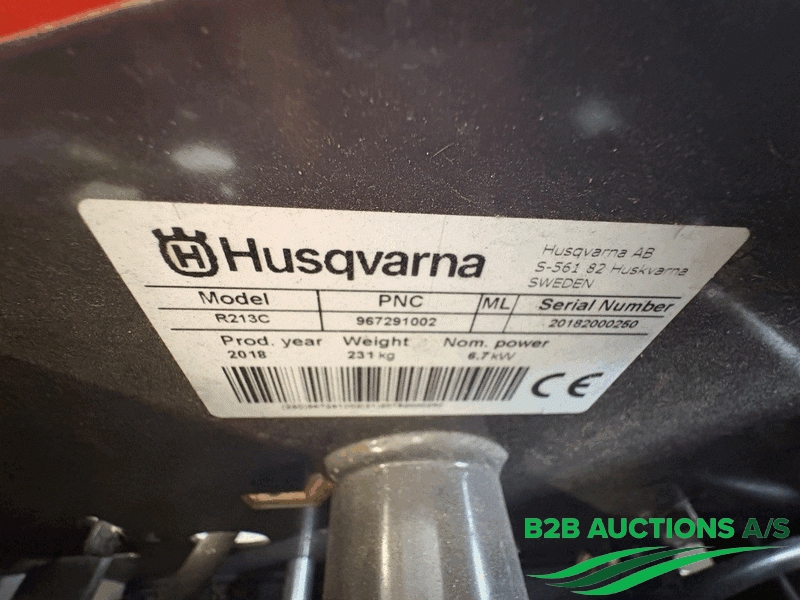 Husqvarna
Husqvarna AB
S-561 82 Huskvarna
SWEDEN
Model PNC ML Serial Number
R213C 967291002 20182000250
Prod. year Weight Nom. power
2018 231 kg 6.7 kW
CE
B2B AUCTIONS A/S